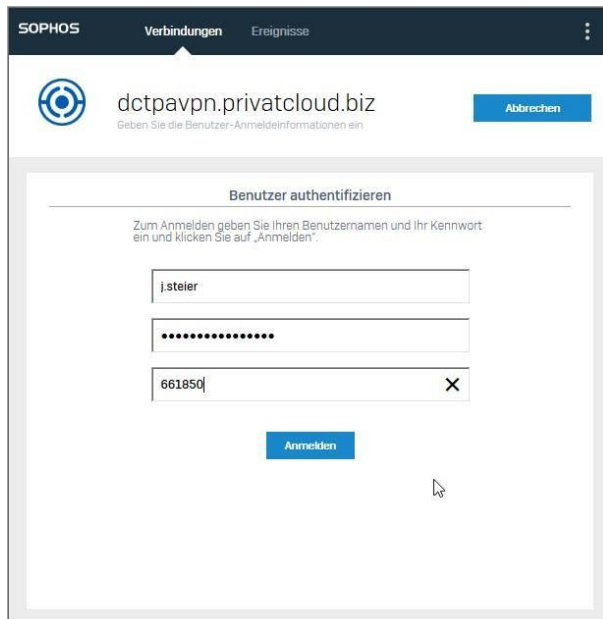 SOPHOS Verbindungen Ereignisse
dctpavpn.privatcloud.biz
Geben Sie die Benutzer-Anmeldeinformationen ein
Abbrechen
Benutzer authentifizieren
Zum Anmelden geben Sie Ihren Benutzernamen und Ihr Kennwort
ein und klicken Sie auf „Anmelden".
j.steier
••••••••••••••••
661850
Anmelden